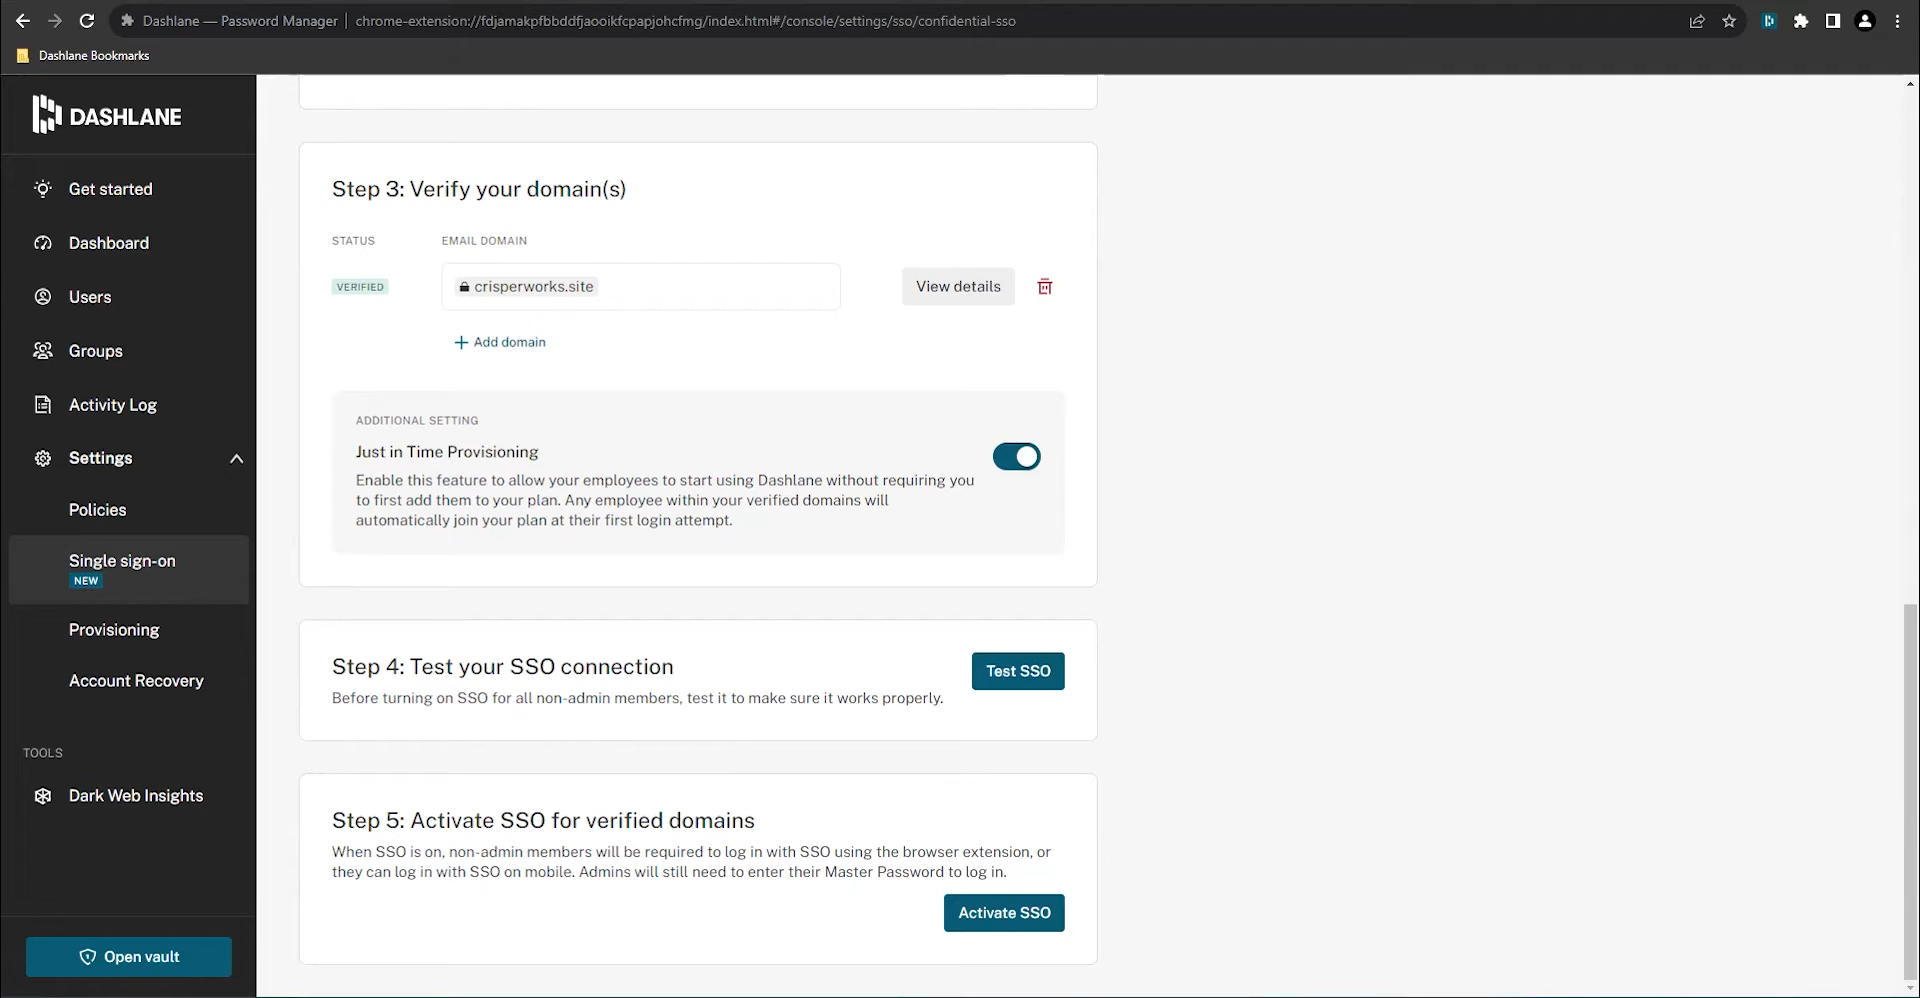 Dashlane — Password Manager | chrome-extension://fdjamakpfbbddfjaooikfcpapjohcfmg/index.html#/console/settings/sso/confidential-sso
Dashlane Bookmarks
DASHLANE
Get started
Dashboard
Users
Groups
Activity Log
Settings
Policies
Single sign-on
NEW
Provisioning
Account Recovery
TOOLS
Dark Web Insights
Open vault
Step 3: Verify your domain(s)
STATUS EMAIL DOMAIN
VERIFIED crisperworks.site View details
Add domain
ADDITIONAL SETTING
Just in Time Provisioning
Enable this feature to allow your employees to start using Dashlane without requiring you
to first add them to your plan. Any employee within your verified domains will
automatically join your plan at their first login attempt.
Step 4: Test your SSO connection
Before turning on SSO for all non-admin members, test it to make sure it works properly.
Test SSO
Step 5: Activate SSO for verified domains
When SSO is on, non-admin members will be required to log in with SSO using the browser extension, or
they can log in with SSO on mobile. Admins will still need to enter their Master Password to log in.
Activate SSO